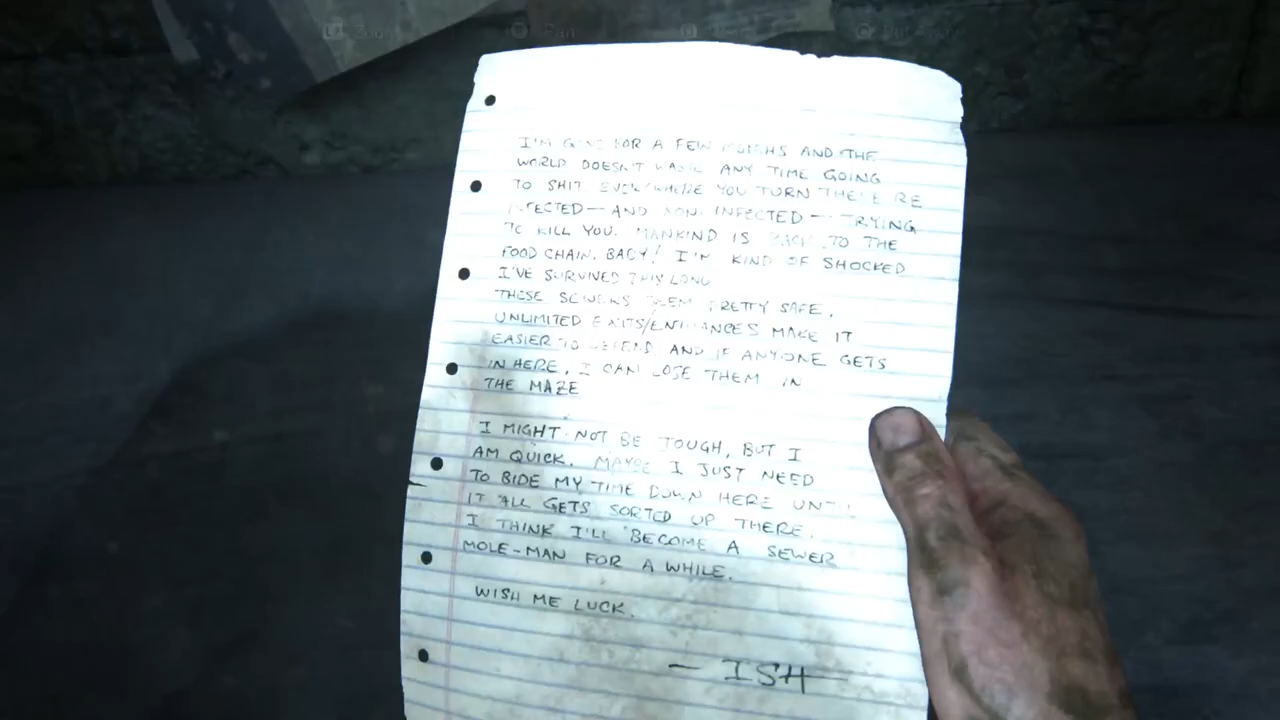 I'M GONE FOR A FEW MONTHS AND THE
WORLD DOESN'T WASTE ANY TIME GOING
TO SHIT. EVERYWHERE YOU TURN THERE'RE
INFECTED — AND NON-INFECTED — TRYING
TO KILL YOU. MANKIND IS BACK TO THE
FOOD CHAIN, BABY! I'M KIND OF SHOCKED
I'VE SURVIVED THIS LONG
THESE SEWERS SEEM PRETTY SAFE.
UNLIMITED EXITS/ENTRANCES MAKE IT
EASIER TO DEFEND AND IF ANYONE GETS
IN HERE, I CAN LOSE THEM IN
THE MAZE
I MIGHT NOT BE TOUGH, BUT I
AM QUICK. MAYBE I JUST NEED
TO BIDE MY TIME DOWN HERE UNTIL
IT ALL GETS SORTED UP THERE.
I THINK I'LL BECOME A SEWER
MOLE-MAN FOR A WHILE.
WISH ME LUCK.
— ISH